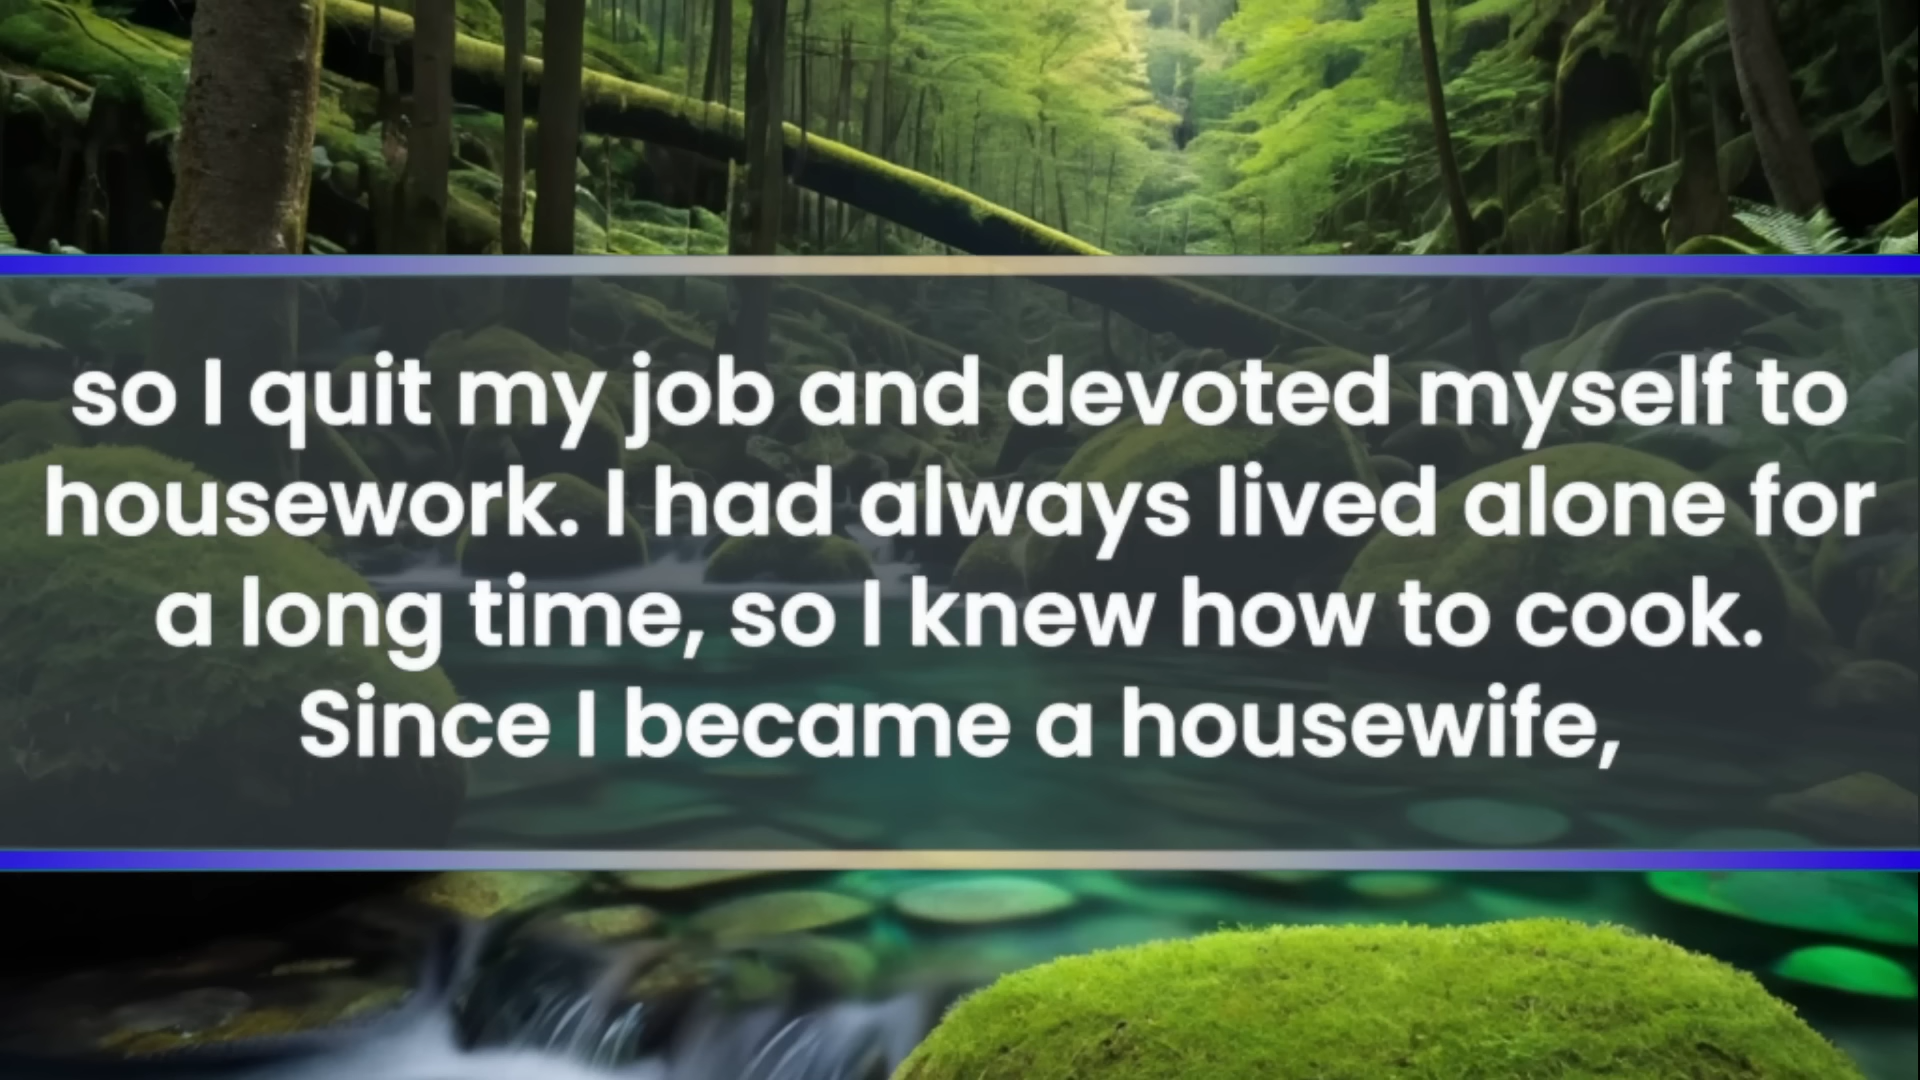 so I quit my job and devoted myself to
housework. I had always lived alone for
a long time, so I knew how to cook.
Since I became a housewife,